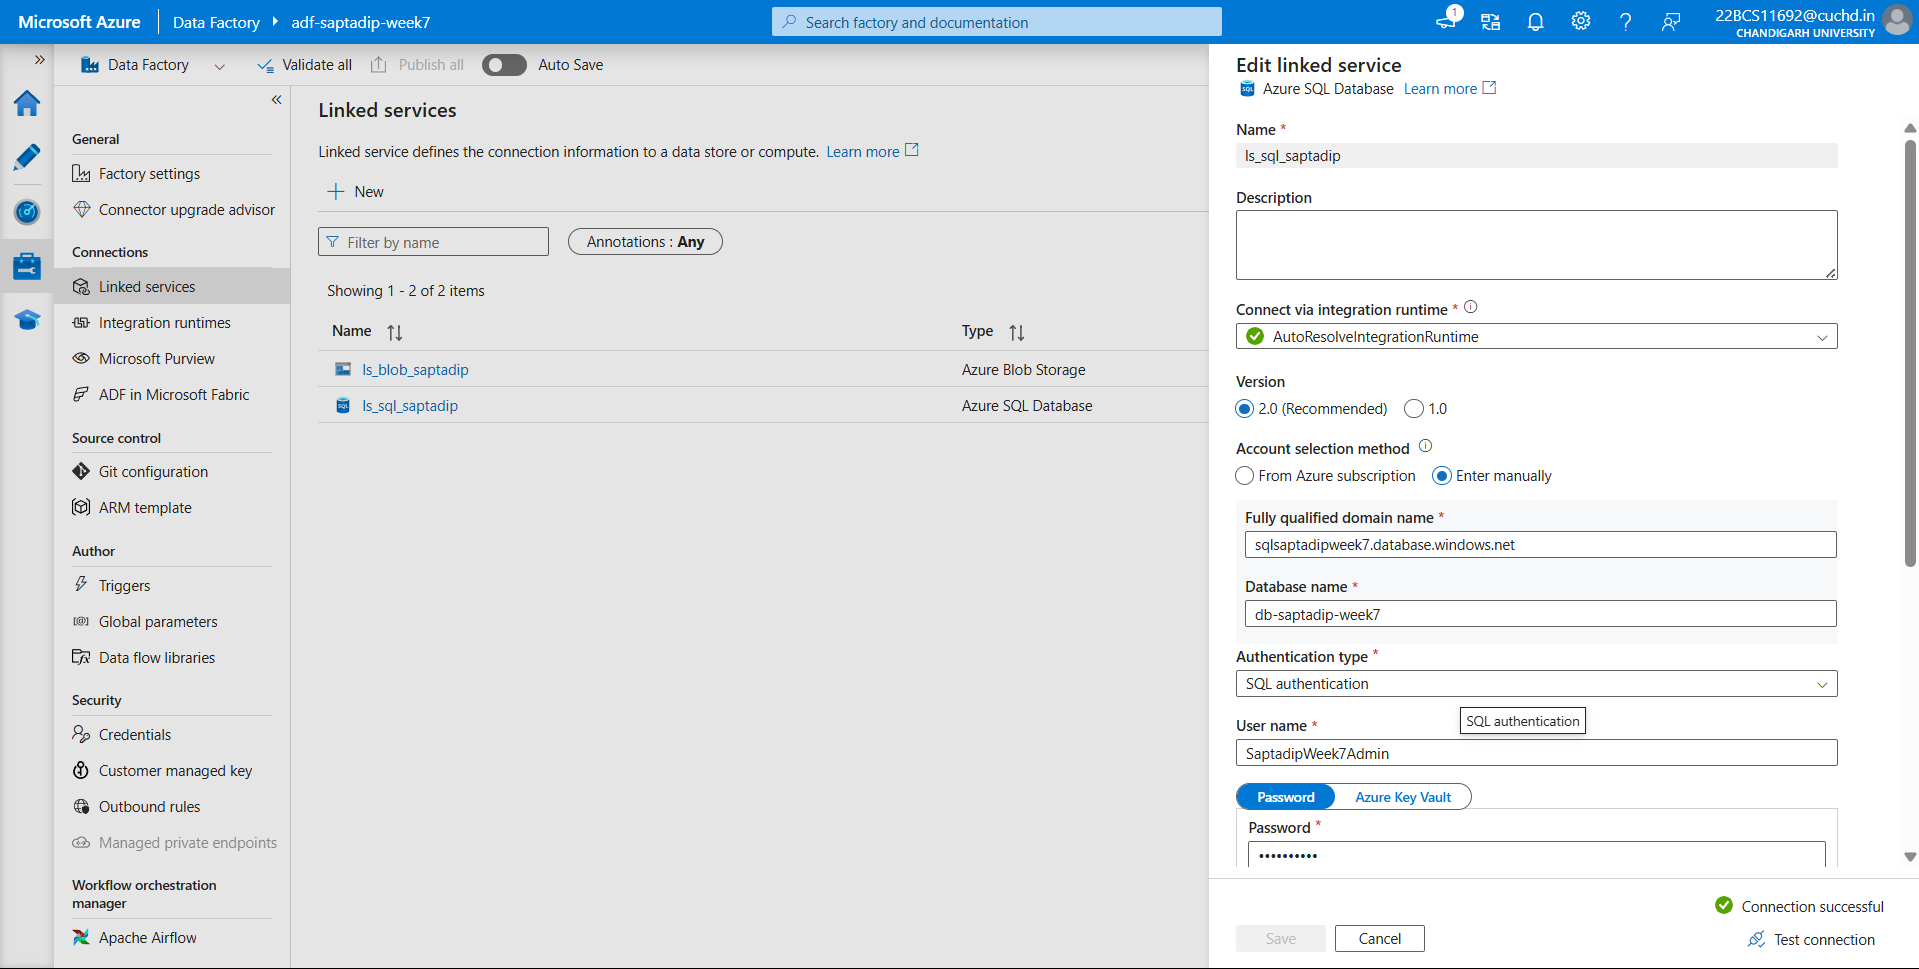 Microsoft Azure
Data Factory
adf-saptadip-week7
Search factory and documentation
1
22BCS11692@cuchd.in
CHANDIGARH UNIVERSITY
Data Factory
Validate all
Publish all
Auto Save
General
Factory settings
Connector upgrade advisor
Connections
Linked services
Integration runtimes
Microsoft Purview
ADF in Microsoft Fabric
Source control
Git configuration
ARM template
Author
Triggers
Global parameters
Data flow libraries
Security
Credentials
Customer managed key
Outbound rules
Managed private endpoints
Workflow orchestration
manager
Apache Airflow
Linked services
Linked service defines the connection information to a data store or compute. Learn more
New
Filter by name
Annotations : Any
Showing 1 - 2 of 2 items
Name Type
ls_blob_saptadip Azure Blob Storage
ls_sql_saptadip Azure SQL Database
Edit linked service
Azure SQL Database Learn more
Name *
ls_sql_saptadip
Description
Connect via integration runtime *
AutoResolveIntegrationRuntime
Version
2.0 (Recommended) 1.0
Account selection method
From Azure subscription Enter manually
Fully qualified domain name *
sqlsaptadipweek7.database.windows.net
Database name *
db-saptadip-week7
Authentication type *
SQL authentication
SQL authentication
User name *
SaptadipWeek7Admin
Password Azure Key Vault
Password *
••••••••••
Connection successful
Save Cancel Test connection